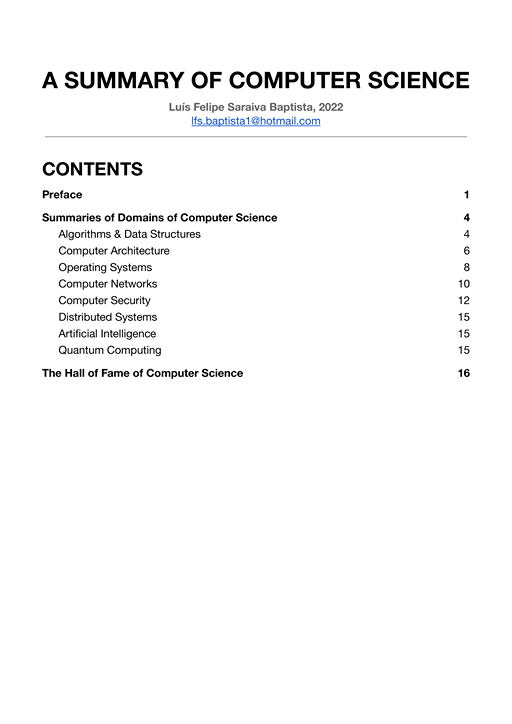 A SUMMARY OF COMPUTER SCIENCE
Luís Felipe Saraiva Baptista, 2022
lfs.baptista1@hotmail.com
CONTENTS
Preface 1
Summaries of Domains of Computer Science 4
Algorithms & Data Structures 4
Computer Architecture 6
Operating Systems 8
Computer Networks 10
Computer Security 12
Distributed Systems 15
Artificial Intelligence 15
Quantum Computing 15
The Hall of Fame of Computer Science 16